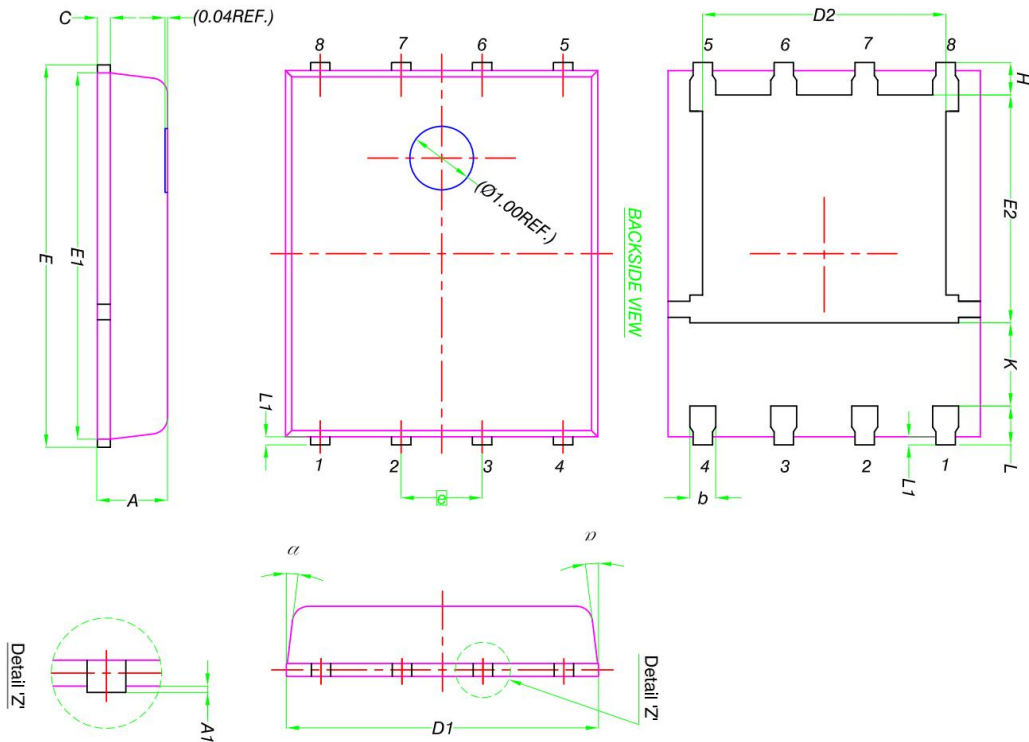 C
(0.04REF.)
E
E1
A
8 7 6 5
(Ø1.00REF.)
L1
1 2 3 4
e
BACKSIDE VIEW
D2
5 6 7 8
H
E2
K
L
L1
4 3 2 1
b
Detail 'Z'
A1
α
α
D1
Detail 'Z'